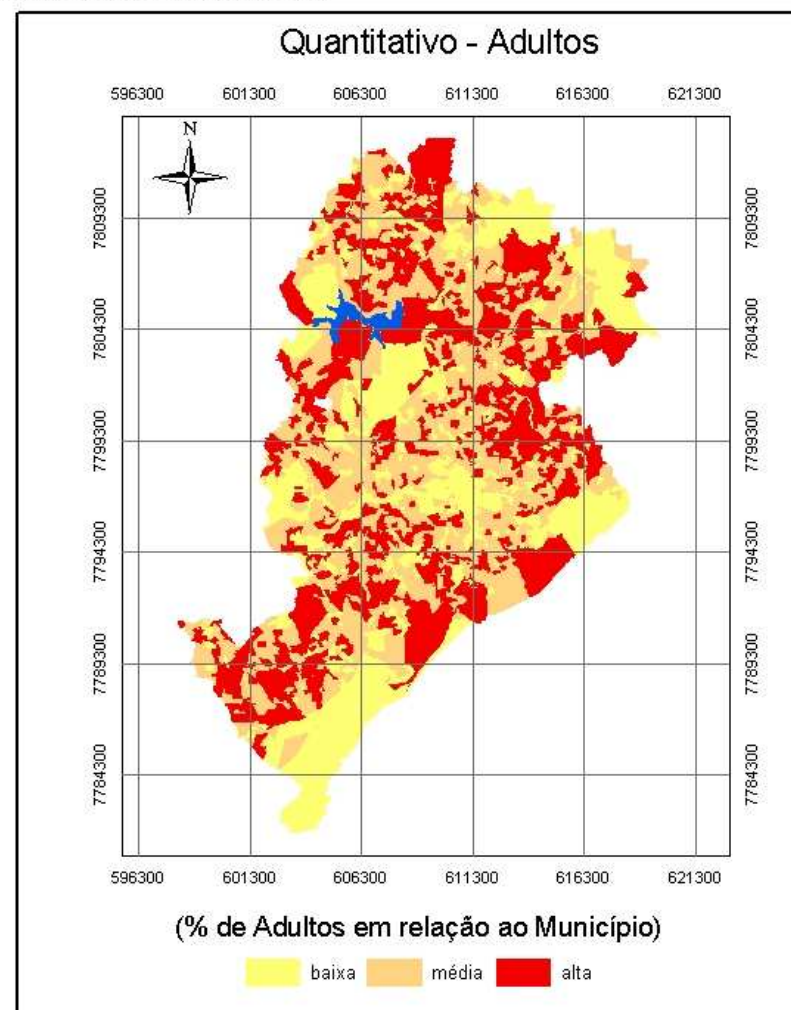 Quantitativo - Adultos
596300 601300 606300 611300 616300 621300
N
7809300 7809300
7804300 7804300
7799300 7799300
7794300 7794300
7789300 7789300
7784300 7784300
596300 601300 606300 611300 616300 621300
(% de Adultos em relação ao Município)
baixa média alta